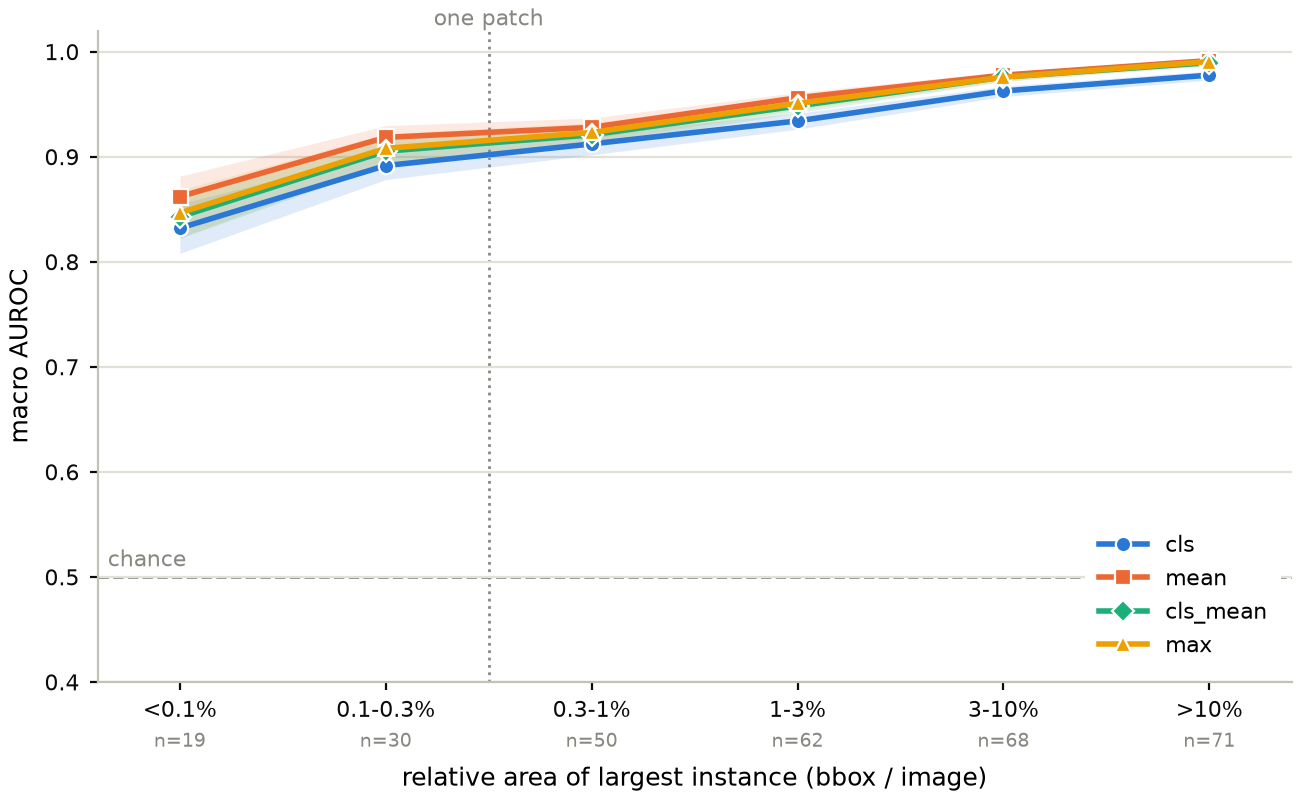 one patch
1.0
0.9
0.8
0.7
0.6
0.5
0.4
macro AUROC
chance
cls
mean
cls_mean
max
<0.1%
0.1-0.3%
0.3-1%
1-3%
3-10%
>10%
n=19
n=30
n=50
n=62
n=68
n=71
relative area of largest instance (bbox / image)